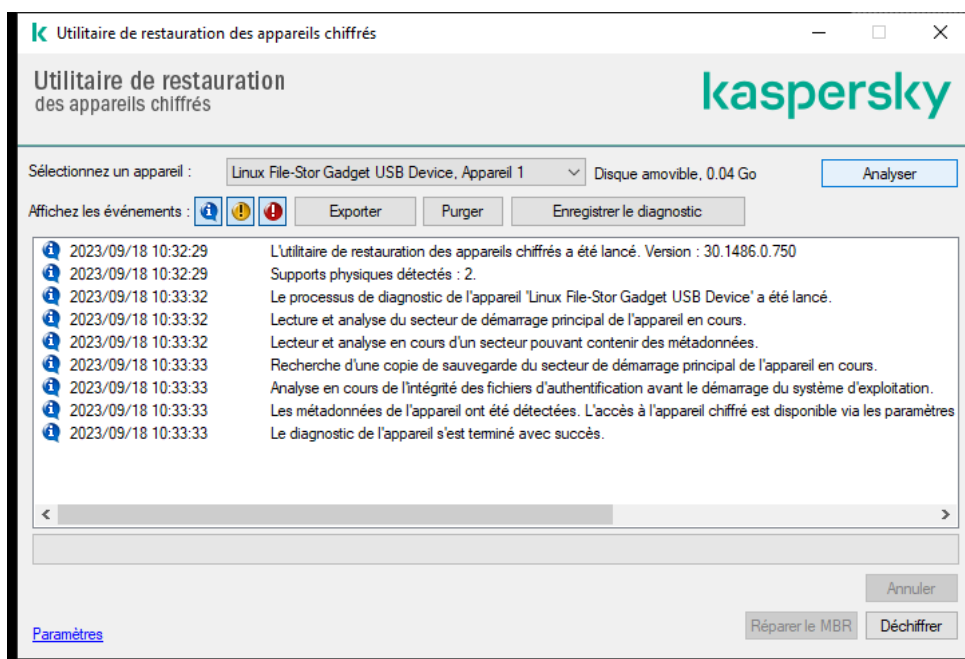 Utilitaire de restauration des appareils chiffrés
Utilitaire de restauration
des appareils chiffrés
kaspersky
Sélectionnez un appareil : Linux File-Stor Gadget USB Device, Appareil 1 Disque amovible, 0.04 Go Analyser
Affichez les événements : Exporter Purger Enregistrer le diagnostic
2023/09/18 10:32:29 L'utilitaire de restauration des appareils chiffrés a été lancé. Version : 30.1486.0.750
2023/09/18 10:32:29 Supports physiques détectés : 2.
2023/09/18 10:33:32 Le processus de diagnostic de l'appareil 'Linux File-Stor Gadget USB Device' a été lancé.
2023/09/18 10:33:32 Lecture et analyse du secteur de démarrage principal de l'appareil en cours.
2023/09/18 10:33:32 Lecteur et analyse en cours d'un secteur pouvant contenir des métadonnées.
2023/09/18 10:33:33 Recherche d'une copie de sauvegarde du secteur de démarrage principal de l'appareil en cours.
2023/09/18 10:33:33 Analyse en cours de l'intégrité des fichiers d'authentification avant le démarrage du système d'exploitation.
2023/09/18 10:33:33 Les métadonnées de l'appareil ont été détectées. L'accès à l'appareil chiffré est disponible via les paramètres
2023/09/18 10:33:33 Le diagnostic de l'appareil s'est terminé avec succès.
Annuler
Paramètres Réparer le MBR Déchiffrer